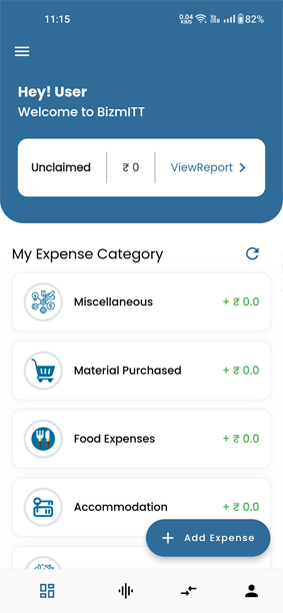 11:15 0.04 KB/S 82%
Hey! User
Welcome to BizmITT
Unclaimed ₹ 0 ViewReport
My Expense Category
Miscellaneous + ₹ 0.0
Material Purchased + ₹ 0.0
Food Expenses + ₹ 0.0
Accommodation + ₹ 0.0
+ Add Expense